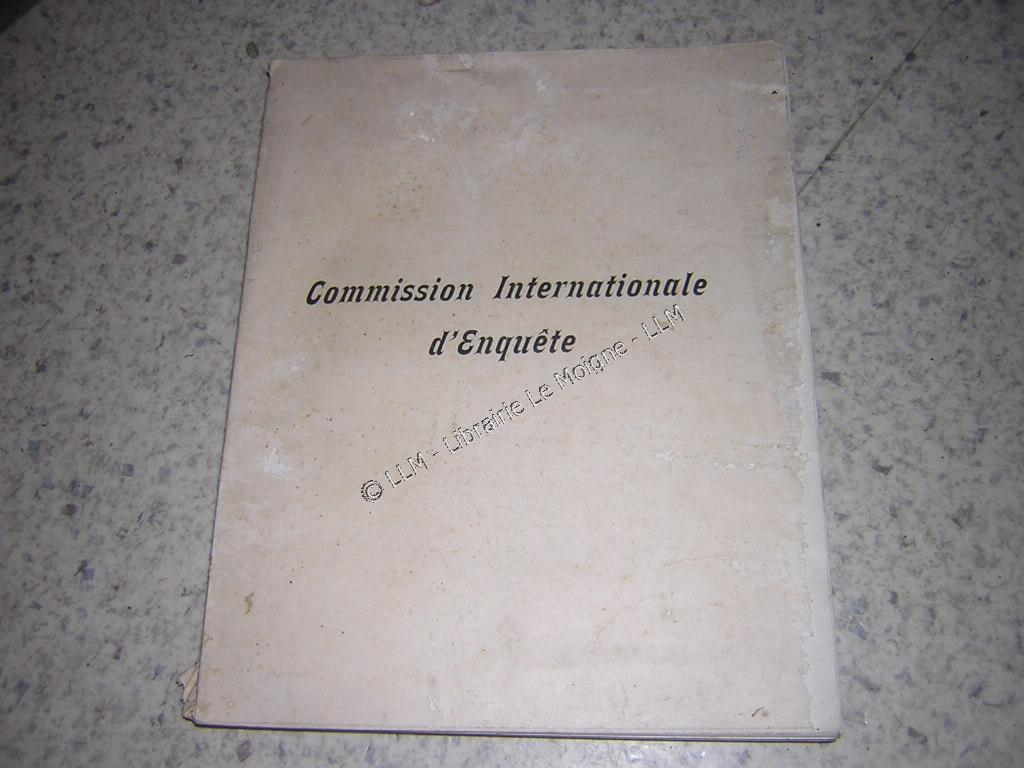 Commission Internationale
d'Enquête
© LLM - Librairie Le Moigne - LLM